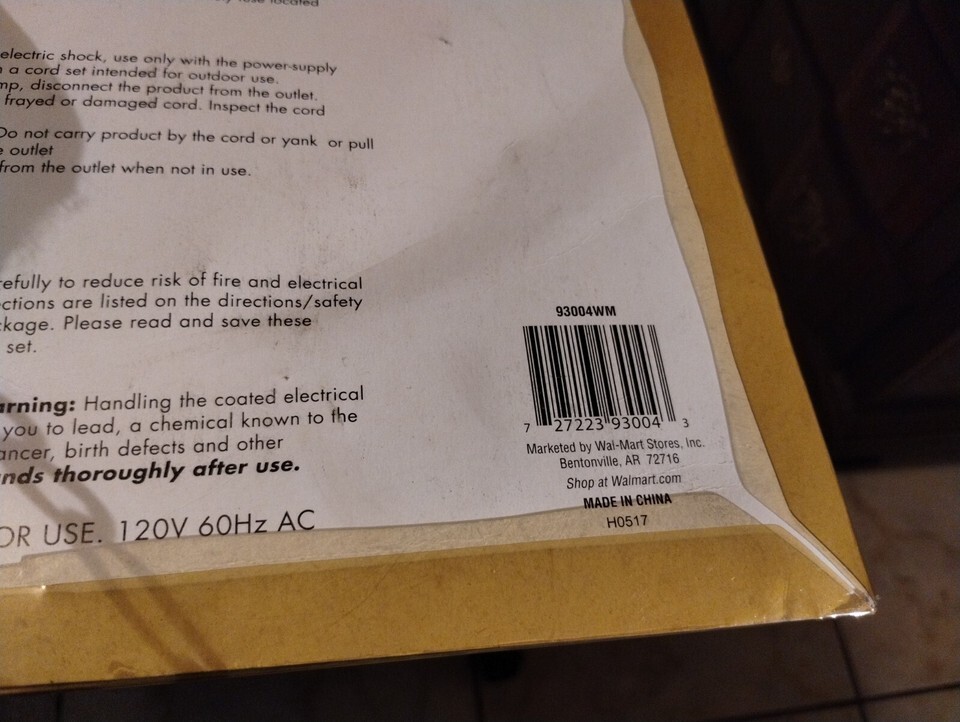 located
electric shock, use only with the power-supply
a cord set intended for outdoor use.
mp, disconnect the product from the outlet.
frayed or damaged cord. Inspect the cord
Do not carry product by the cord or yank or pull
e outlet
from the outlet when not in use.
refully to reduce risk of fire and electrical
ctions are listed on the directions/safety
ckage. Please read and save these
set.
arning: Handling the coated electrical
you to lead, a chemical known to the
ancer, birth defects and other
nds thoroughly after use.
OR USE. 120V 60Hz AC
93004WM
7 27223 93004 3
Marketed by Wal-Mart Stores, Inc.
Bentonville, AR 72716
Shop at Walmart.com
MADE IN CHINA
H0517